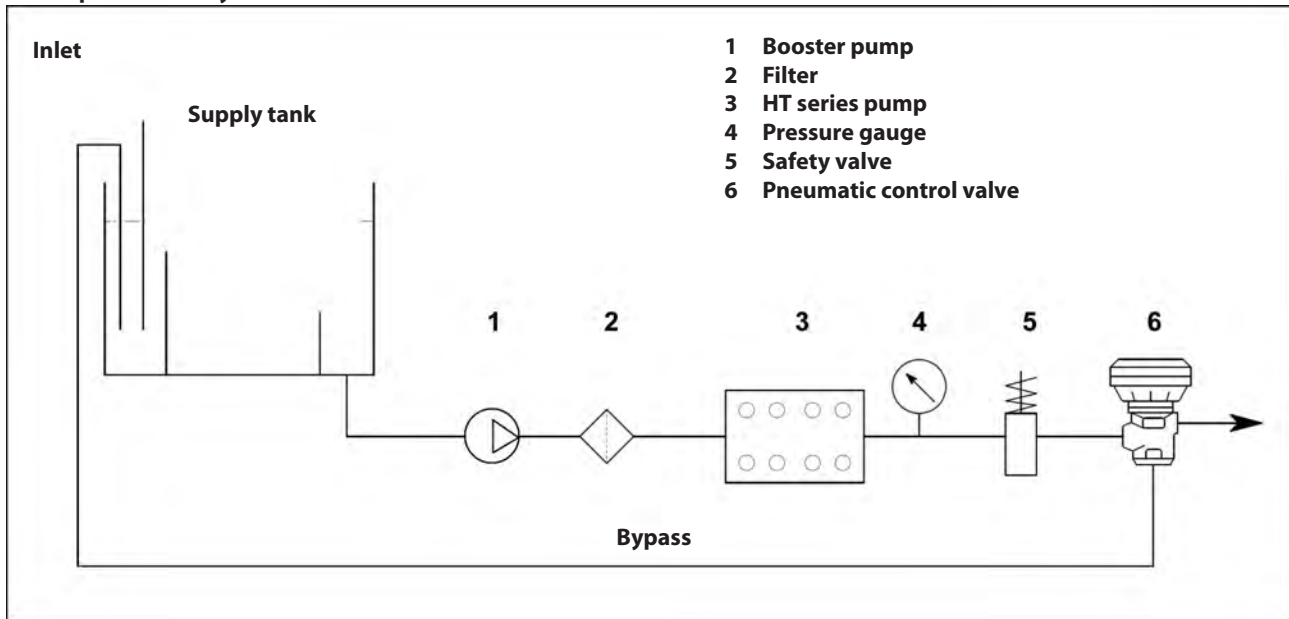 Inlet
Supply tank
1 Booster pump
2 Filter
3 HT series pump
4 Pressure gauge
5 Safety valve
6 Pneumatic control valve
1 2 3 4 5 6
Bypass